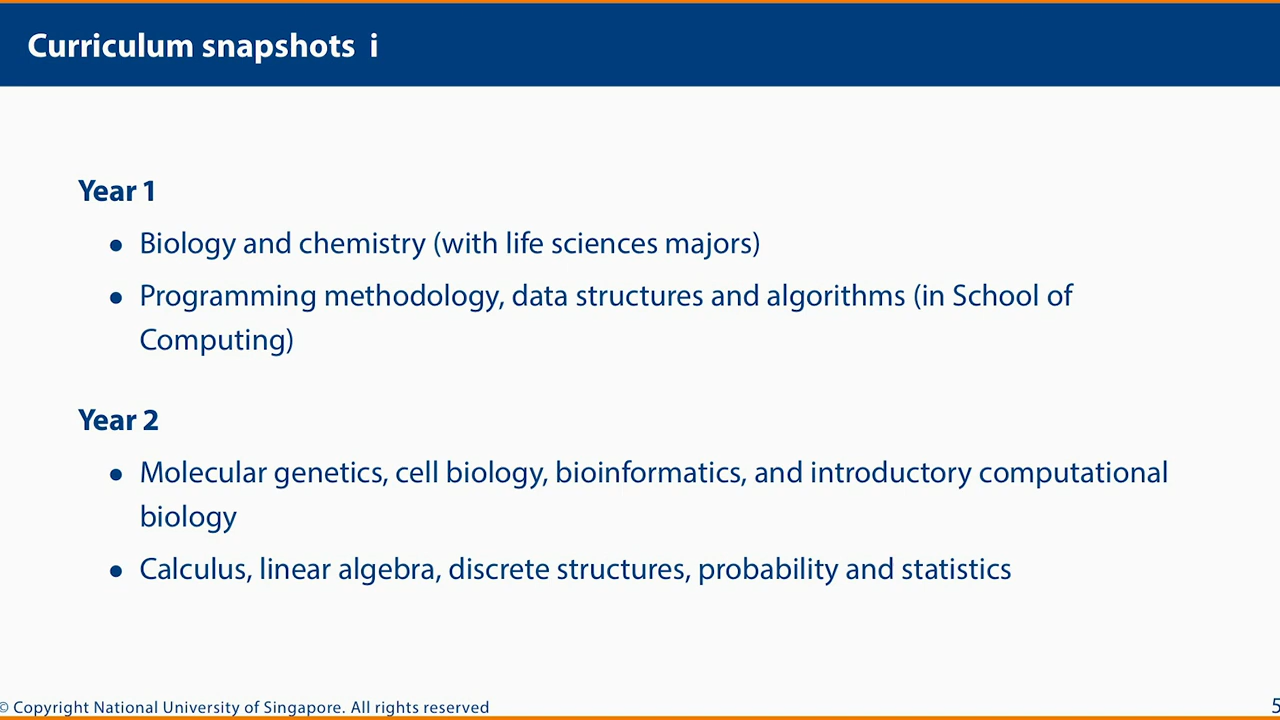 Curriculum snapshots i
Year 1
● Biology and chemistry (with life sciences majors)
● Programming methodology, data structures and algorithms (in School of
Computing)
Year 2
● Molecular genetics, cell biology, bioinformatics, and introductory computational
biology
● Calculus, linear algebra, discrete structures, probability and statistics
© Copyright National University of Singapore. All rights reserved
5